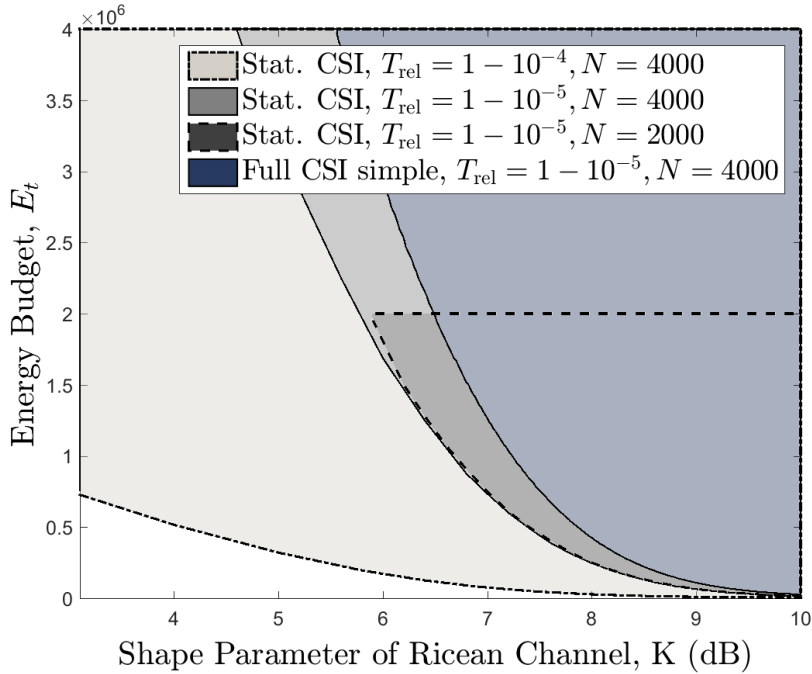 ×10⁶
4
3.5
3
2.5
2
1.5
1
0.5
0
Energy Budget, E_t
Stat. CSI, T_rel = 1 − 10⁻⁴, N = 4000
Stat. CSI, T_rel = 1 − 10⁻⁵, N = 4000
Stat. CSI, T_rel = 1 − 10⁻⁵, N = 2000
Full CSI simple, T_rel = 1 − 10⁻⁵, N = 4000
4 5 6 7 8 9 10
Shape Parameter of Ricean Channel, K (dB)